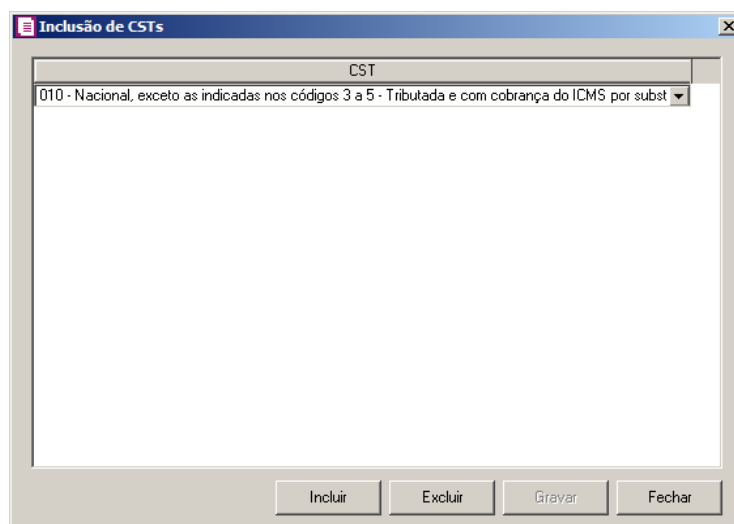 Inclusão de CSTs
CST
010 - Nacional, exceto as indicadas nos códigos 3 a 5 - Tributada e com cobrança do ICMS por subst
Incluir
Excluir
Gravar
Fechar